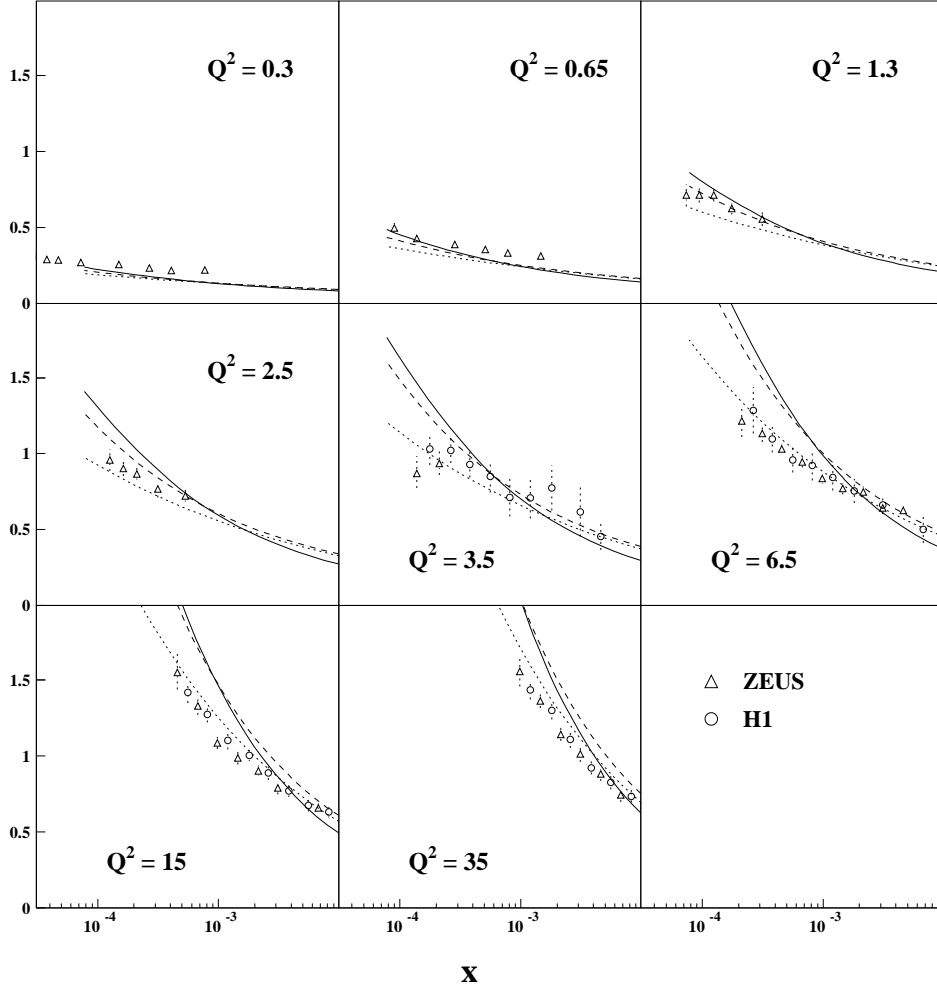 Q² = 0.3
Q² = 0.65
Q² = 1.3
1.5
1
0.5
0
Q² = 2.5
Q² = 3.5
Q² = 6.5
1.5
1
0.5
0
Q² = 15
Q² = 35
ZEUS
H1
1.5
1
0.5
0
10⁻⁴ 10⁻³ 10⁻⁴ 10⁻³ 10⁻⁴ 10⁻³
x